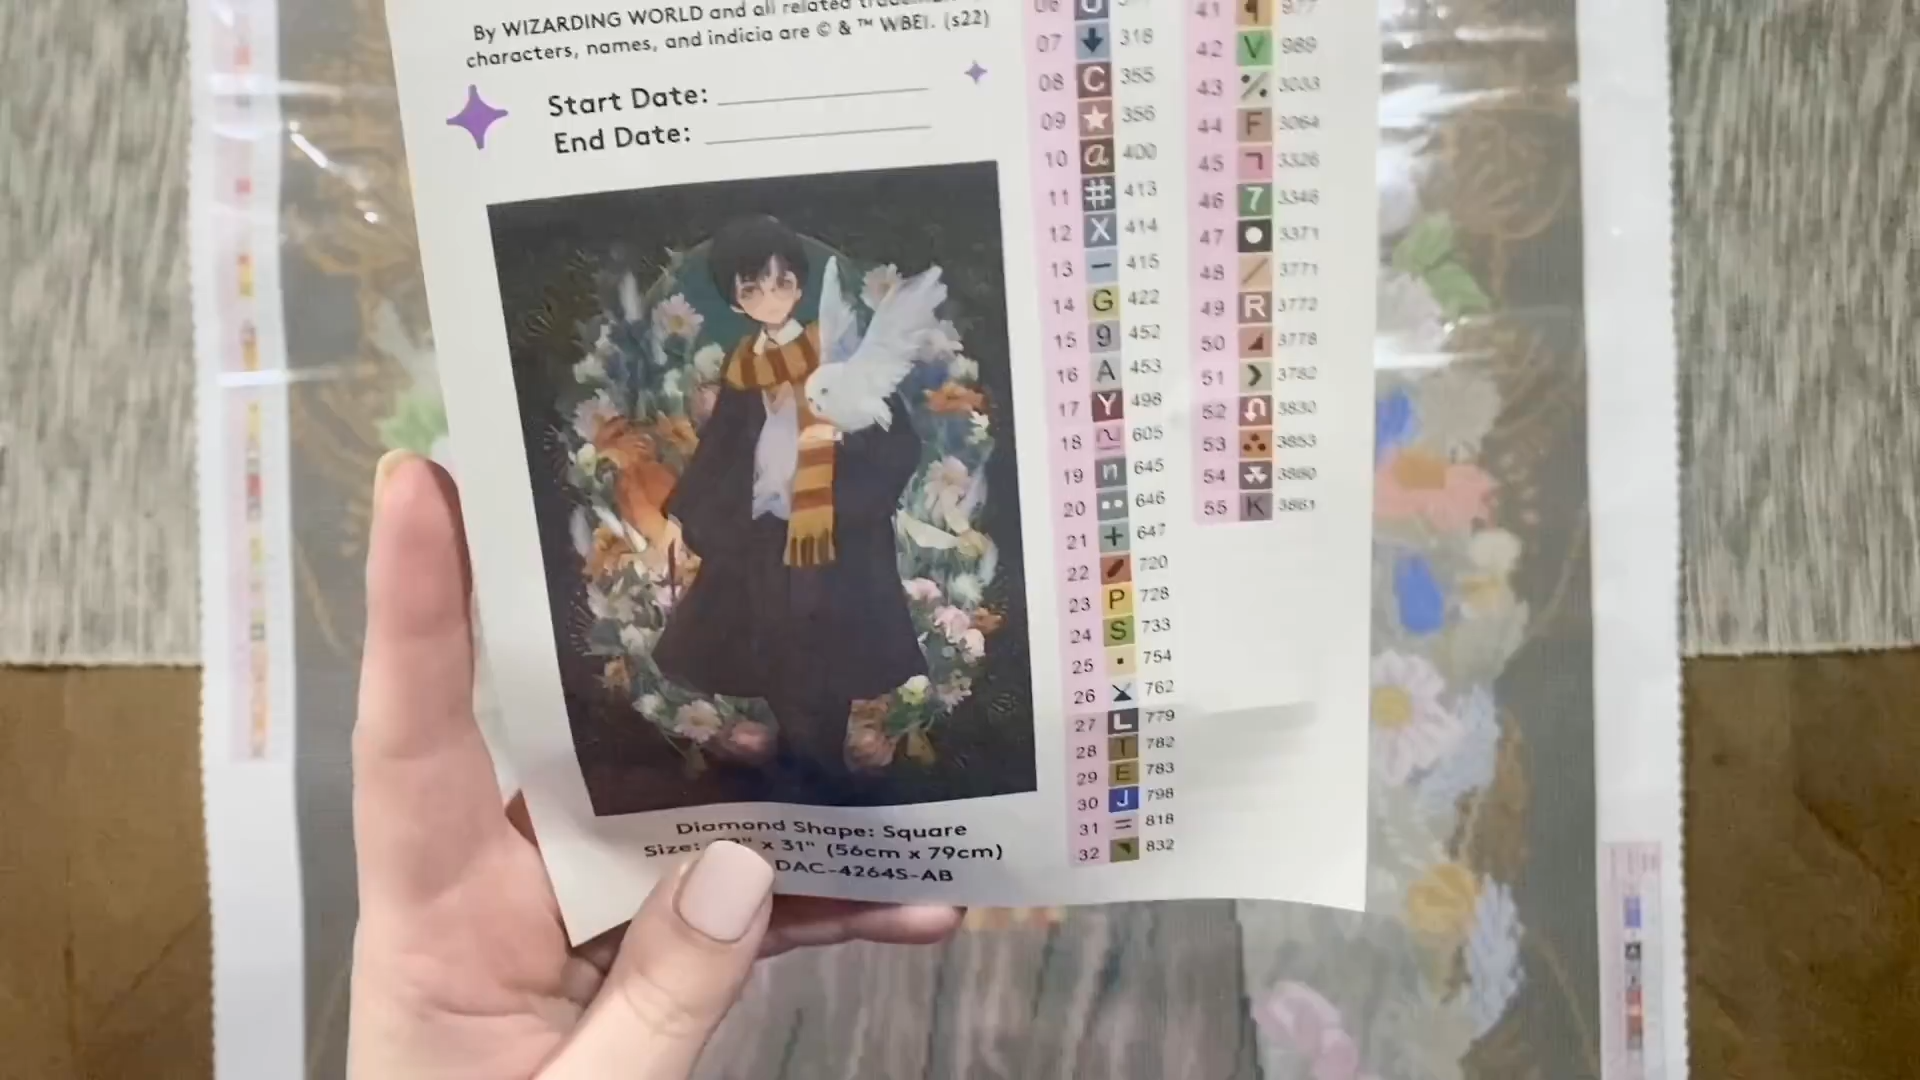 By WIZARDING WORLD and all related
characters, names, and indicia are © & ™ WBEI. (s22)
Start Date:
End Date:
Diamond Shape: Square
Size: x 31" (56cm x 79cm)
DAC-4264S-AB
06
07 318
08 C 355
09 ★ 356
10 a 400
11 # 413
12 X 414
13 – 415
14 G 422
15 9 452
16 A 453
17 Y 498
18 605
19 n 645
20 •• 646
21 + 647
22 720
23 P 728
24 S 733
25 ▪ 754
26 762
27 L 779
28 T 782
29 E 783
30 J 798
31 = 818
32 832
41 977
42 V 989
43 3033
44 F 3064
45 3326
46 7 3346
47 ● 3371
48 / 3771
49 R 3772
50 3778
51 3782
52 3830
53 3853
54 3860
55 K 3861